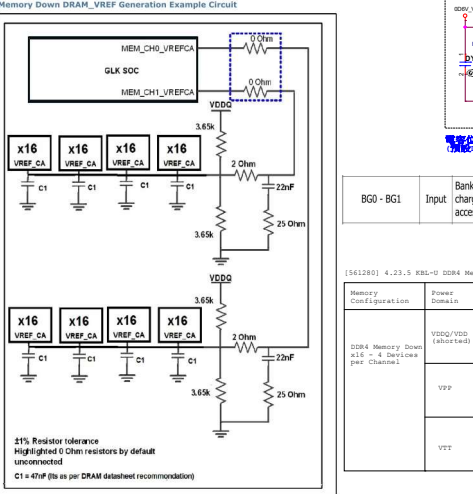 Memory Down DRAM_VREF Generation Example Circuit
MEM_CH0_VREFCA
0 Ohm
GLK SOC
MEM_CH1_VREFCA
0 Ohm
VDDQ
3.65k
x16
VREF_CA
x16
VREF_CA
x16
VREF_CA
x16
VREF_CA
2 Ohm
C1
C1
C1
C1
22nF
3.65k
25 Ohm
VDDQ
3.65k
x16
VREF_CA
x16
VREF_CA
x16
VREF_CA
x16
VREF_CA
2 Ohm
C1
C1
C1
C1
22nF
3.65k
25 Ohm
±1% Resistor tolerance
Highlighted 0 Ohm resistors by default
unconnected
C1 = 47nF (its as per DRAM datasheet recommondation)
BG0 - BG1
Input
Bank
charg
acces
[561280] 4.23.5 KBL-U DDR4 Me
Memory
Configuration
Power
Domain
DDR4 Memory Down
x16 - 4 Devices
per Channel
VDDQ/VDD
(shorted)
VPP
VTT